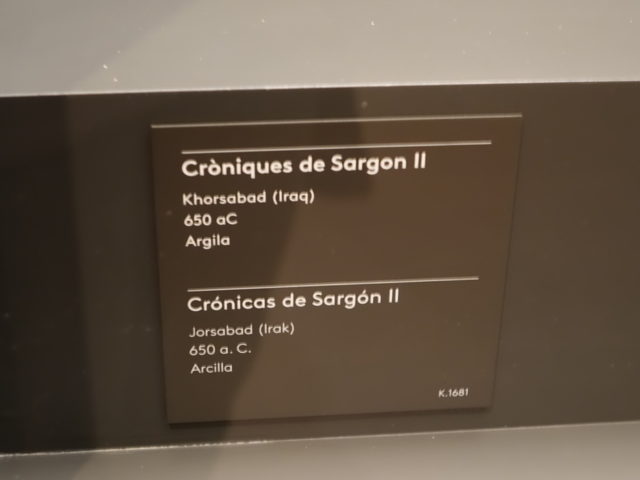 Cròniques de Sargon II
Khorsabad (Iraq)
650 aC
Argila
Crónicas de Sargón II
Jorsabad (Irak)
650 a. C.
Arcilla
K.1681